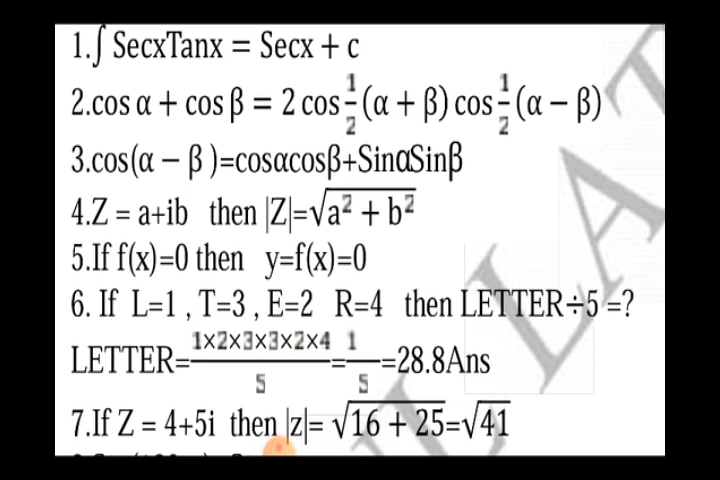 1.∫ SecxTanx = Secx + c
2.cos α + cos β = 2 cos 1/2 (α + β) cos 1/2 (α − β)
3.cos(α − β )=cosαcosβ+SinαSinβ
4.Z = a+ib then |Z|=√a² + b²
5.If f(x)=0 then y=f(x)=0
6. If L=1 , T=3 , E=2 R=4 then LETTER÷5 =?
LETTER= 1×2×3×3×2×4 / 5 = 1 / 5 =28.8Ans
7.If Z = 4+5i then |z|= √16 + 25=√41